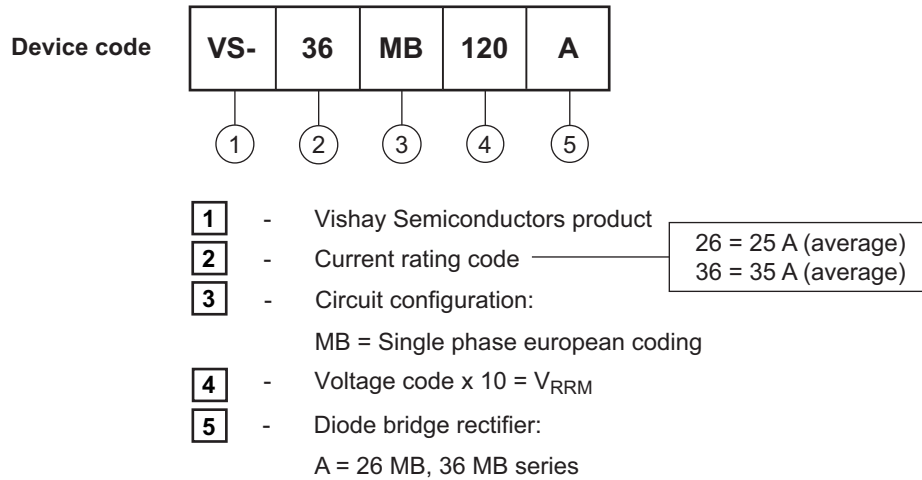 Device code VS- 36 MB 120 A
1 2 3 4 5
1 - Vishay Semiconductors product
2 - Current rating code
26 = 25 A (average)
36 = 35 A (average)
3 - Circuit configuration:
MB = Single phase european coding
4 - Voltage code x 10 = VRRM
5 - Diode bridge rectifier:
A = 26 MB, 36 MB series